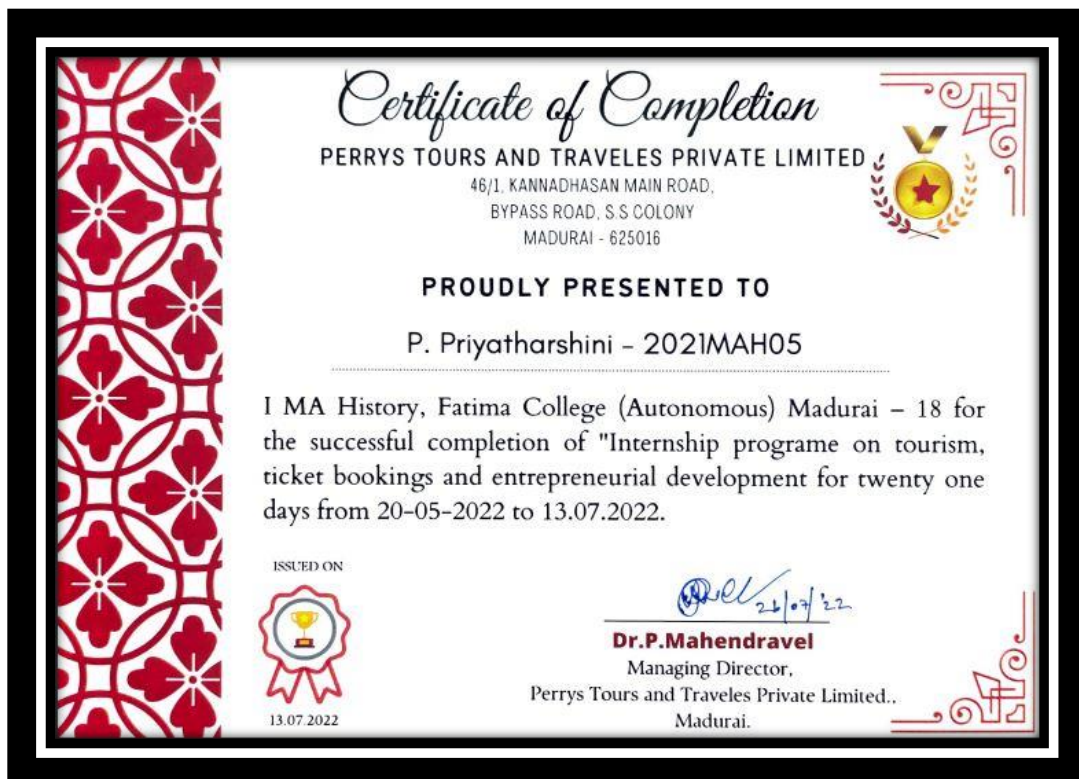 Certificate of Completion
PERRYS TOURS AND TRAVELES PRIVATE LIMITED
46/1, KANNADHASAN MAIN ROAD,
BYPASS ROAD, S.S COLONY
MADURAI - 625016
PROUDLY PRESENTED TO
P. Priyatharshini - 2021MAH05
I MA History, Fatima College (Autonomous) Madurai – 18 for
the successful completion of "Internship programe on tourism,
ticket bookings and entrepreneurial development for twenty one
days from 20-05-2022 to 13.07.2022.
ISSUED ON
13.07.2022
26/07/'22
Dr.P.Mahendravel
Managing Director,
Perrys Tours and Traveles Private Limited.,
Madurai.